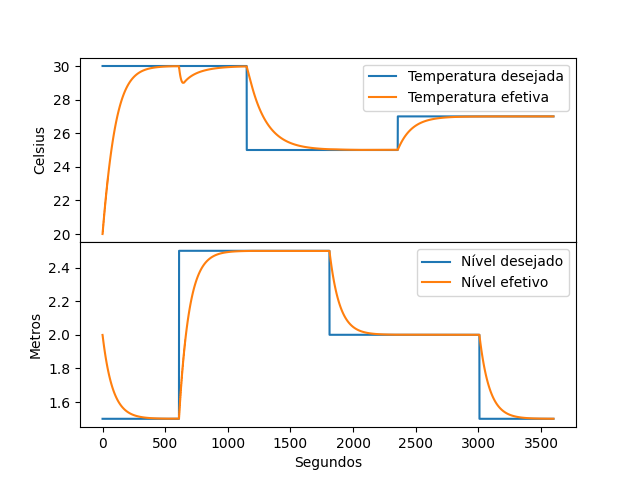 30
28
26
24
22
20
Celsius
Temperatura desejada
Temperatura efetiva
2.4
2.2
2.0
1.8
1.6
Metros
Nível desejado
Nível efetivo
0 500 1000 1500 2000 2500 3000 3500
Segundos